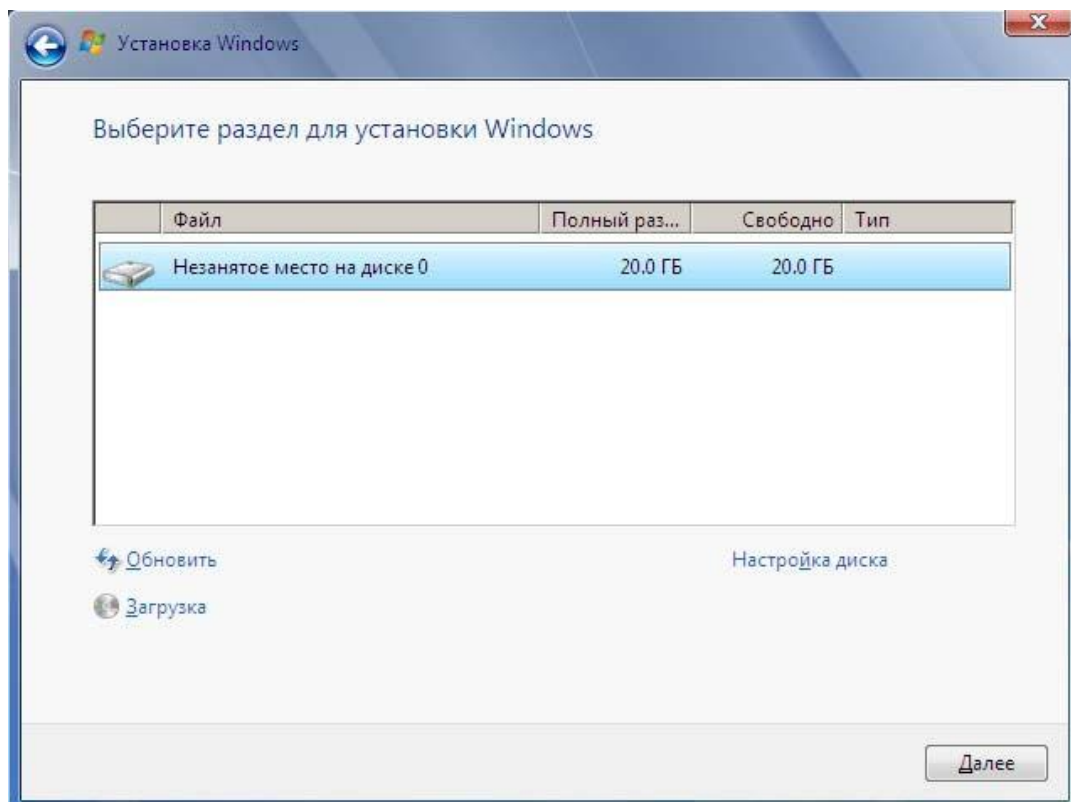 Установка Windows
Выберите раздел для установки Windows
Файл Полный раз... Свободно Тип
Незанятое место на диске 0 20.0 ГБ 20.0 ГБ
Обновить Настройка диска
Загрузка
Далее